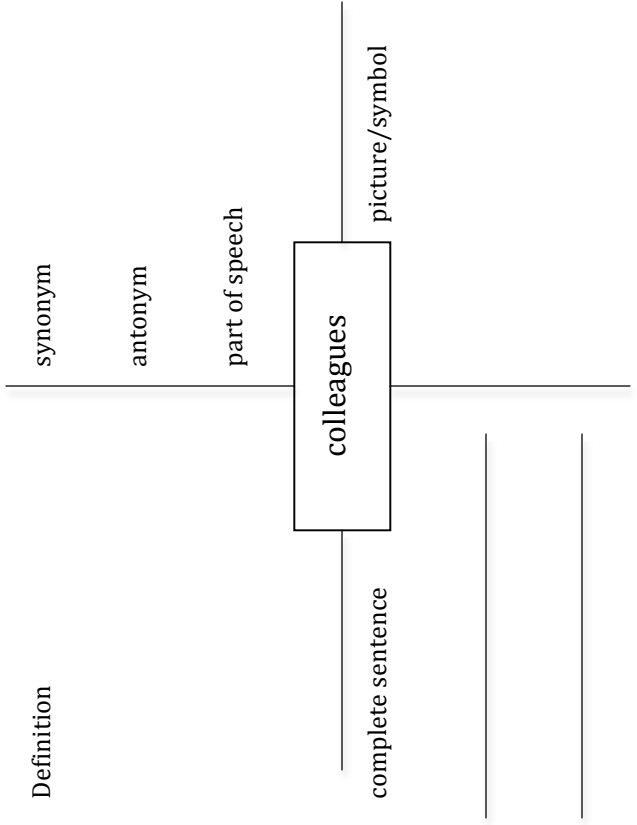 Definition
synonym
antonym
part of speech
colleagues
complete sentence
picture/symbol